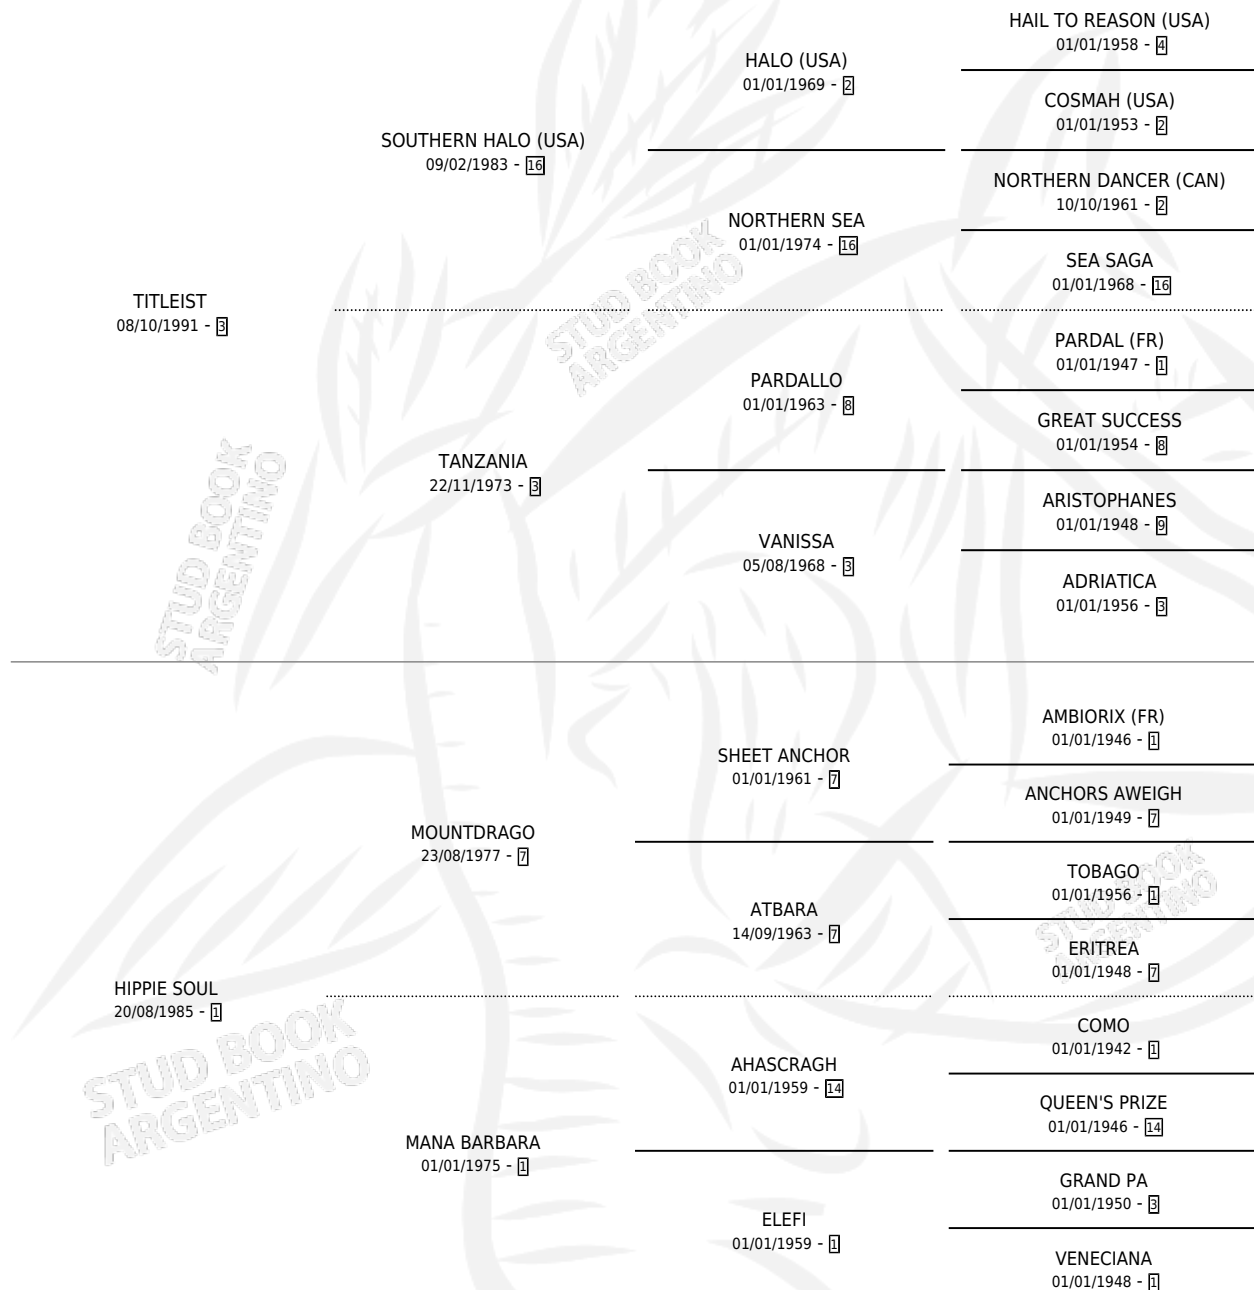 HAIL TO REASON (USA)
01/01/1958 - 4
HALO (USA)
01/01/1969 - 2
COSMAH (USA)
01/01/1953 - 2
SOUTHERN HALO (USA)
09/02/1983 - 16
NORTHERN DANCER (CAN)
10/10/1961 - 2
NORTHERN SEA
01/01/1974 - 16
SEA SAGA
01/01/1968 - 16
STUD BOOK
ARGENTINO
TITLEIST
08/10/1991 - 3
PARDAL (FR)
01/01/1947 - 1
PARDALLO
01/01/1963 - 8
GREAT SUCCESS
01/01/1954 - 8
TANZANIA
22/11/1973 - 3
ARISTOPHANES
01/01/1948 - 9
VANISSA
05/08/1968 - 3
ADRIATICA
01/01/1956 - 3
STUD BOOK
ARGENTINO
AMBIORIX (FR)
01/01/1946 - 1
SHEET ANCHOR
01/01/1961 - 7
ANCHORS AWEIGH
01/01/1949 - 7
MOUNTDRAGO
23/08/1977 - 7
TOBAGO
01/01/1956 - 1
ATBARA
14/09/1963 - 7
ERITREA
01/01/1948 - 7
STUD BOOK
ARGENTINO
HIPPIE SOUL
20/08/1985 - 1
COMO
01/01/1942 - 1
AHASCRAGH
01/01/1959 - 14
QUEEN'S PRIZE
01/01/1946 - 14
STUD BOOK
ARGENTINO
MANA BARBARA
01/01/1975 - 1
GRAND PA
01/01/1950 - 3
ELEFI
01/01/1959 - 1
VENECIANA
01/01/1948 - 1